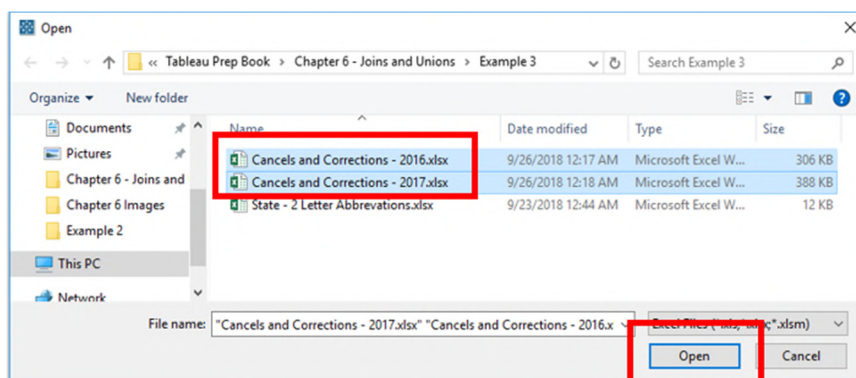 Open
« Tableau Prep Book > Chapter 6 - Joins and Unions > Example 3
Search Example 3
Organize
New folder
Name
Date modified
Type
Size
Documents
Pictures
Chapter 6 - Joins and
Chapter 6 Images
Example 2
This PC
Network
Cancels and Corrections - 2016.xlsx 9/26/2018 12:17 AM Microsoft Excel W... 306 KB
Cancels and Corrections - 2017.xlsx 9/26/2018 12:18 AM Microsoft Excel W... 388 KB
State - 2 Letter Abbrevations.xlsx 9/23/2018 12:44 AM Microsoft Excel W... 12 KB
File name: "Cancels and Corrections - 2017.xlsx" "Cancels and Corrections - 2016.x
Excel Files *.xlsm)
Open
Cancel